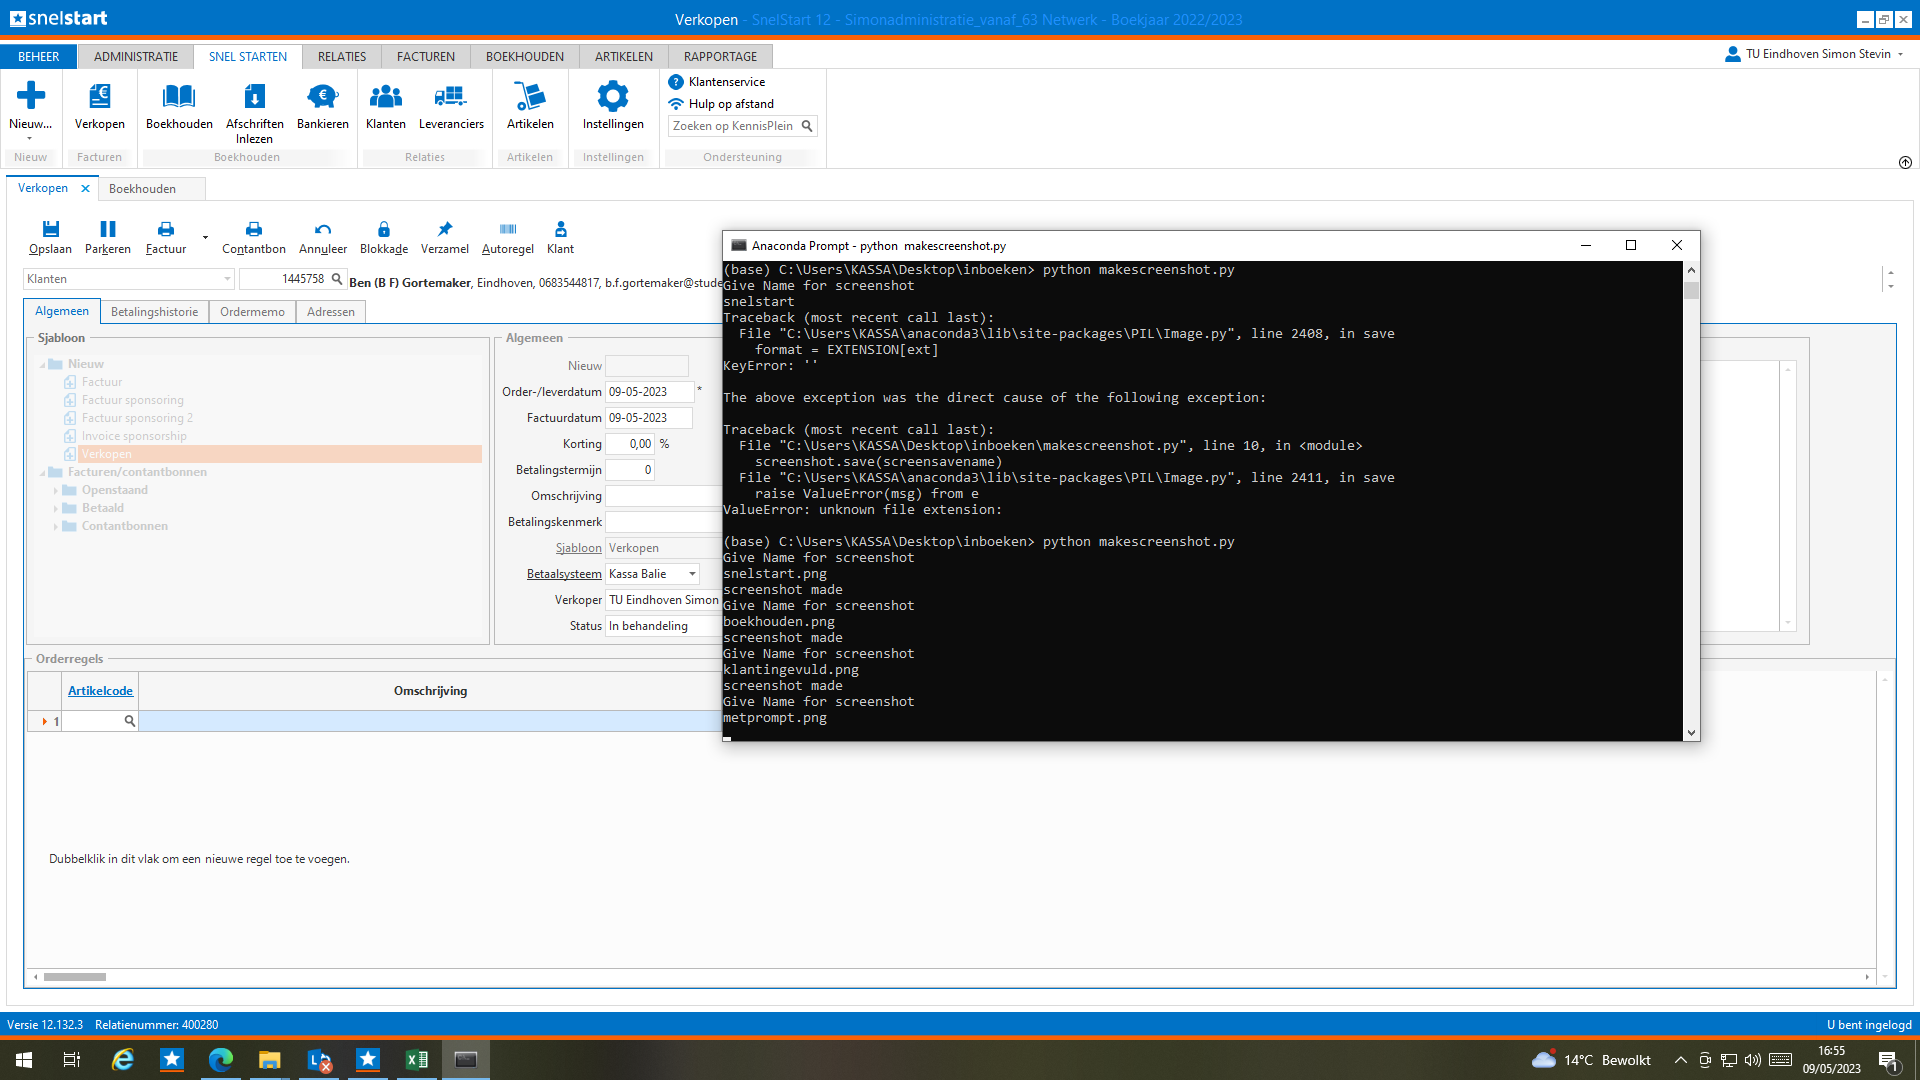 snelstart
Verkopen - SnelStart 12 - Simonadministratie_vanaf_63 Netwerk - Boekjaar 2022/2023
BEHEER ADMINISTRATIE SNEL STARTEN RELATIES FACTUREN BOEKHOUDEN ARTIKELEN RAPPORTAGE
TU Eindhoven Simon Stevin
Klantenservice
Hulp op afstand
Zoeken op KennisPlein
Nieuw... Verkopen Boekhouden Afschriften Inlezen Bankieren Klanten Leveranciers Artikelen Instellingen
Nieuw Facturen Boekhouden Relaties Artikelen Instellingen Ondersteuning
Verkopen Boekhouden
Opslaan Parkeren Factuur Contantbon Annuleer Blokkade Verzamel Autoregel Klant
Klanten 1445758 Ben (B F) Gortemaker, Eindhoven, 0683544817, b.f.gortemaker@stude
Algemeen Betalingshistorie Ordermemo Adressen
Sjabloon
Nieuw
Factuur
Factuur sponsoring
Factuur sponsoring 2
Invoice sponsorship
Verkopen
Facturen/contantbonnen
Openstaand
Betaald
Contantbonnen
Algemeen
Nieuw
Order-/leverdatum 09-05-2023 *
Factuurdatum 09-05-2023
Korting 0,00 %
Betalingstermijn 0
Omschrijving
Betalingskenmerk
Sjabloon Verkopen
Betaalsysteem Kassa Balie
Verkoper TU Eindhoven Simon
Status In behandeling
Orderregels
Artikelcode Omschrijving
1
Dubbelklik in dit vlak om een nieuwe regel toe te voegen.
Anaconda Prompt - python  makescreenshot.py
(base) C:\Users\KASSA\Desktop\inboeken> python makescreenshot.py
Give Name for screenshot
snelstart
Traceback (most recent call last):
  File "C:\Users\KASSA\anaconda3\lib\site-packages\PIL\Image.py", line 2408, in save
    format = EXTENSION[ext]
KeyError: ''
The above exception was the direct cause of the following exception:
Traceback (most recent call last):
  File "C:\Users\KASSA\Desktop\inboeken\makescreenshot.py", line 10, in <module>
    screenshot.save(screensavename)
  File "C:\Users\KASSA\anaconda3\lib\site-packages\PIL\Image.py", line 2411, in save
    raise ValueError(msg) from e
ValueError: unknown file extension:
(base) C:\Users\KASSA\Desktop\inboeken> python makescreenshot.py
Give Name for screenshot
snelstart.png
screenshot made
Give Name for screenshot
boekhouden.png
screenshot made
Give Name for screenshot
klantingevuld.png
screenshot made
Give Name for screenshot
metprompt.png
Versie 12.132.3 Relatienummer: 400280
U bent ingelogd
14°C Bewolkt
16:55
09/05/2023
1